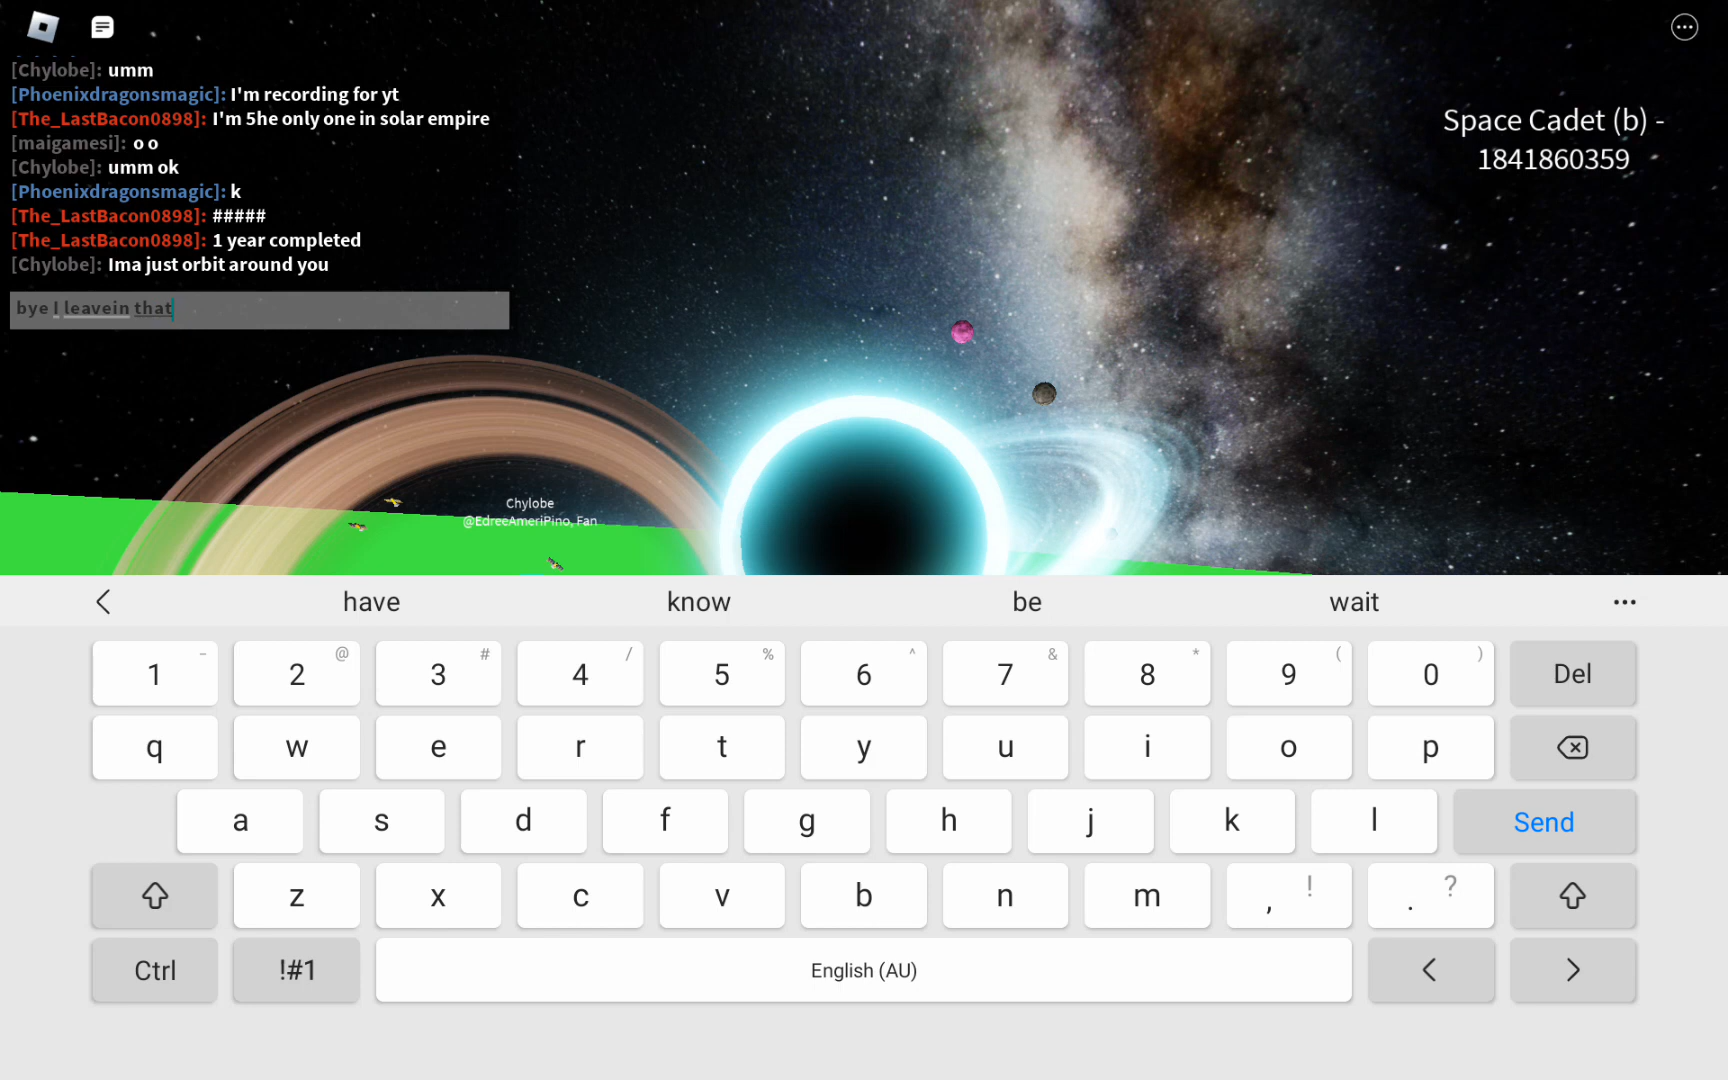 [Chylobe]: umm
[Phoenixdragonsmagic]: I'm recording for yt
[The_LastBacon0898]: I'm 5he only one in solar empire
[maigamesi]: o o
[Chylobe]: umm ok
[Phoenixdragonsmagic]: k
[The_LastBacon0898]: #####
[The_LastBacon0898]: 1 year completed
[Chylobe]: Ima just orbit around you
bye I leavein that
Space Cadet (b) -
1841860359
Chylobe
@EdreeAmeriPino, Fan
have know be wait
1 - 2 @ 3 # 4 / 5 % 6 ^ 7 & 8 * 9 ( 0 ) Del
q w e r t y u i o p
a s d f g h j k l Send
z x c v b n m , ! . ?
Ctrl !#1 English (AU) < >